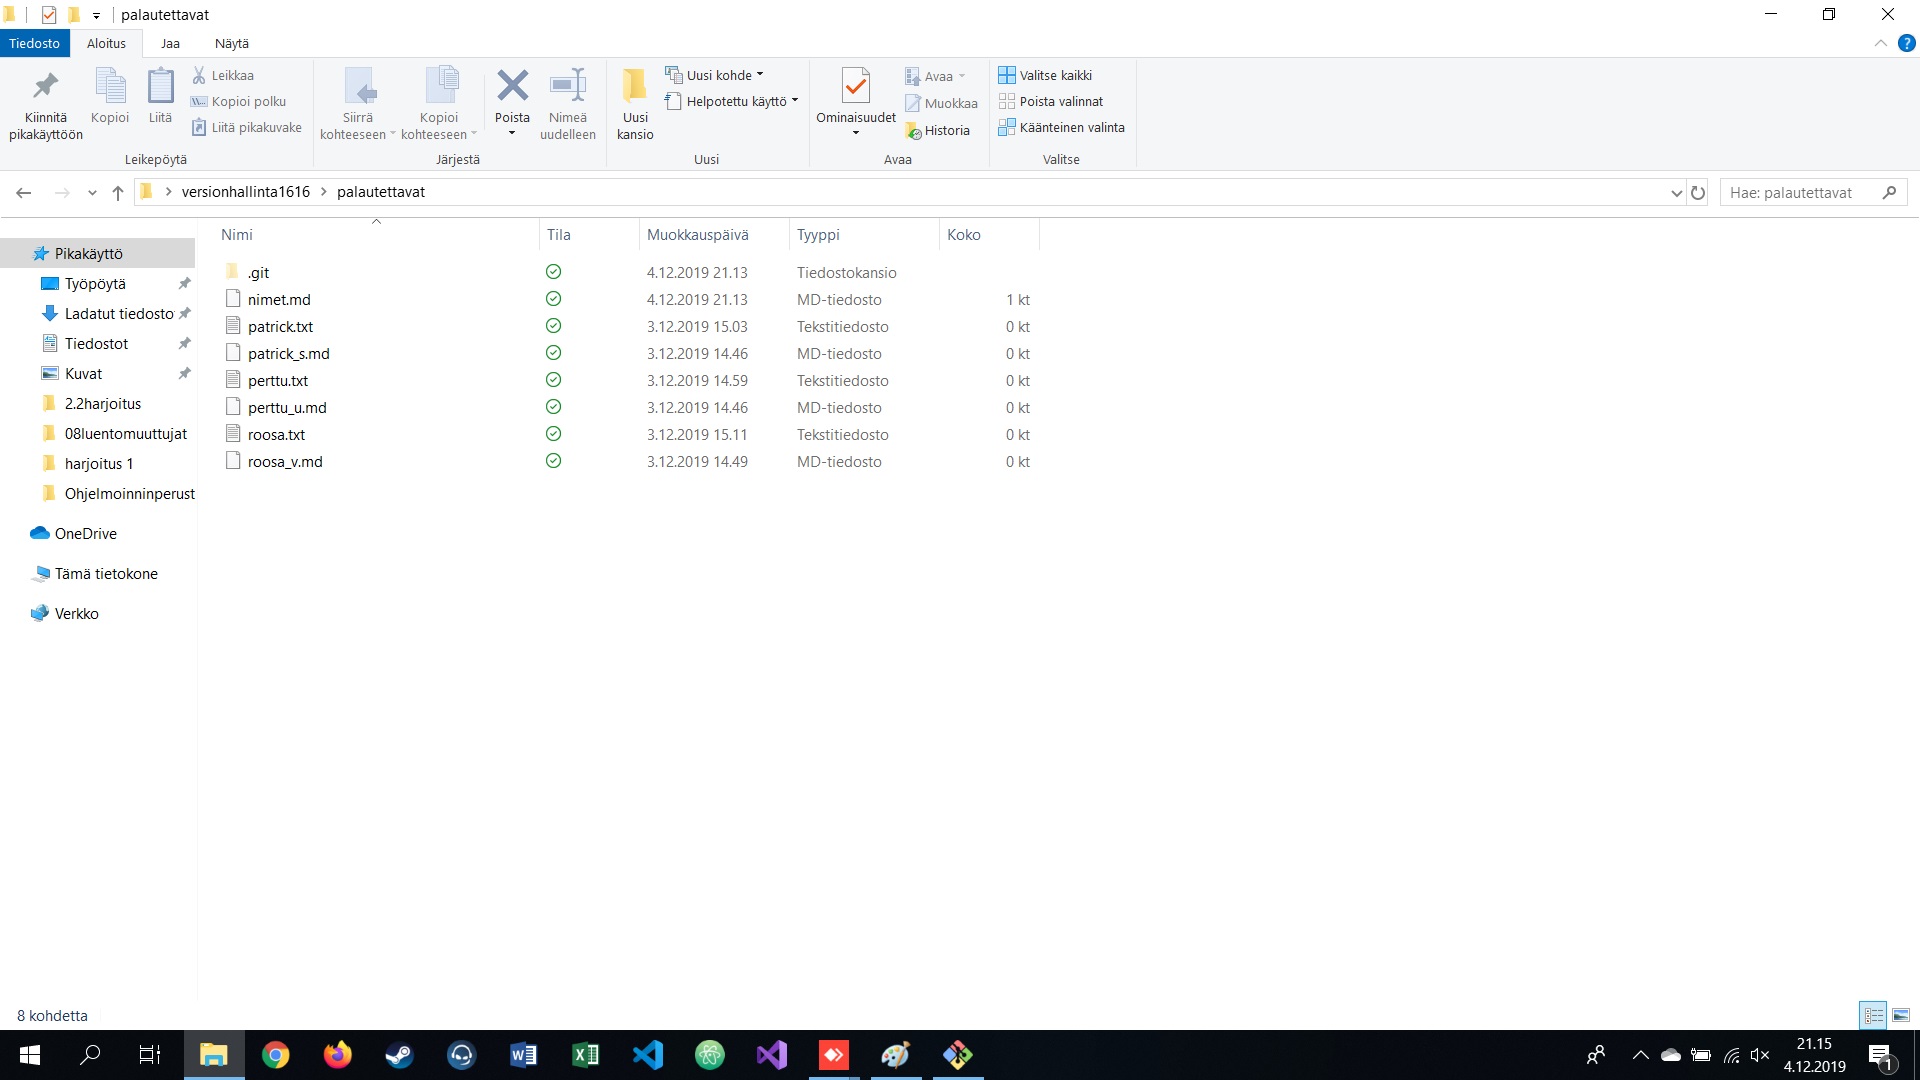 palautettavat
Tiedosto Aloitus Jaa Näytä
Kiinnitä pikakäyttöön
Kopioi
Liitä
Leikkaa
Kopioi polku
Liitä pikakuvake
Leikepöytä
Siirrä kohteeseen
Kopioi kohteeseen
Poista
Nimeä uudelleen
Järjestä
Uusi kansio
Uusi kohde
Helpotettu käyttö
Uusi
Ominaisuudet
Avaa
Muokkaa
Historia
Avaa
Valitse kaikki
Poista valinnat
Käänteinen valinta
Valitse
versionhallinta1616 > palautettavat
Hae: palautettavat
Pikakäyttö
Työpöytä
Ladatut tiedosto
Tiedostot
Kuvat
2.2harjoitus
08luentomuuttujat
harjoitus 1
Ohjelmoinninperust
OneDrive
Tämä tietokone
Verkko
Nimi Tila Muokkauspäivä Tyyppi Koko
.git 4.12.2019 21.13 Tiedostokansio
nimet.md 4.12.2019 21.13 MD-tiedosto 1 kt
patrick.txt 3.12.2019 15.03 Tekstitiedosto 0 kt
patrick_s.md 3.12.2019 14.46 MD-tiedosto 0 kt
perttu.txt 3.12.2019 14.59 Tekstitiedosto 0 kt
perttu_u.md 3.12.2019 14.46 MD-tiedosto 0 kt
roosa.txt 3.12.2019 15.11 Tekstitiedosto 0 kt
roosa_v.md 3.12.2019 14.49 MD-tiedosto 0 kt
8 kohdetta
21.15
4.12.2019
1